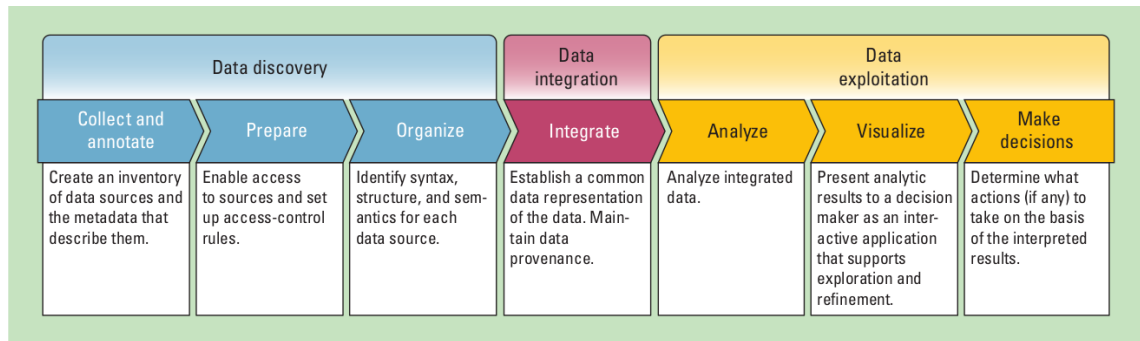 Data discovery
Data
integration
Data
exploitation
Collect and
annotate
Prepare
Organize
Integrate
Analyze
Visualize
Make
decisions
Create an inventory
of data sources and
the metadata that
describe them.
Enable access
to sources and set
up access-control
rules.
Identify syntax,
structure, and sem-
antics for each
data source.
Establish a common
data representation
of the data. Main-
tain data
provenance.
Analyze integrated
data.
Present analytic
results to a decision
maker as an inter-
active application
that supports
exploration and
refinement.
Determine what
actions (if any) to
take on the basis
of the interpreted
results.